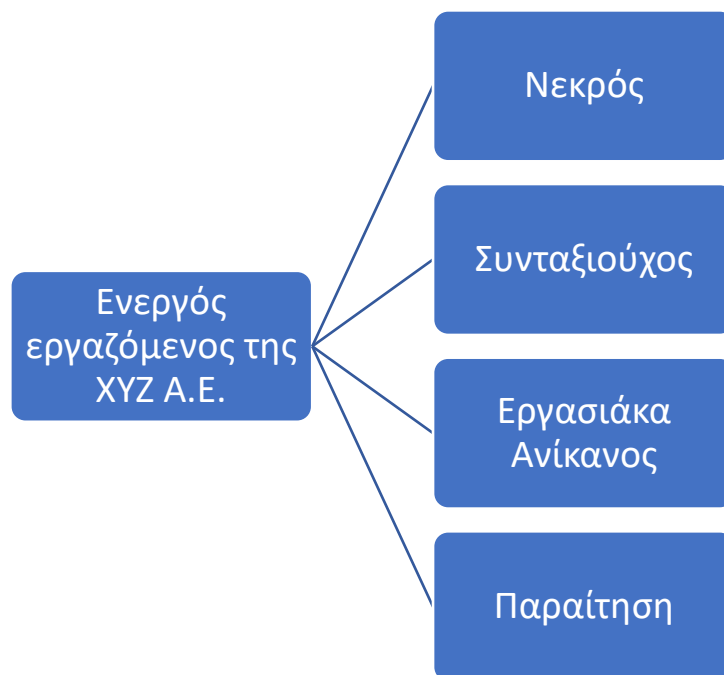 Νεκρός
Συνταξιούχος
Ενεργός
εργαζόμενος της
XYZ Α.Ε.
Εργασιάκα
Ανίκανος
Παραίτηση